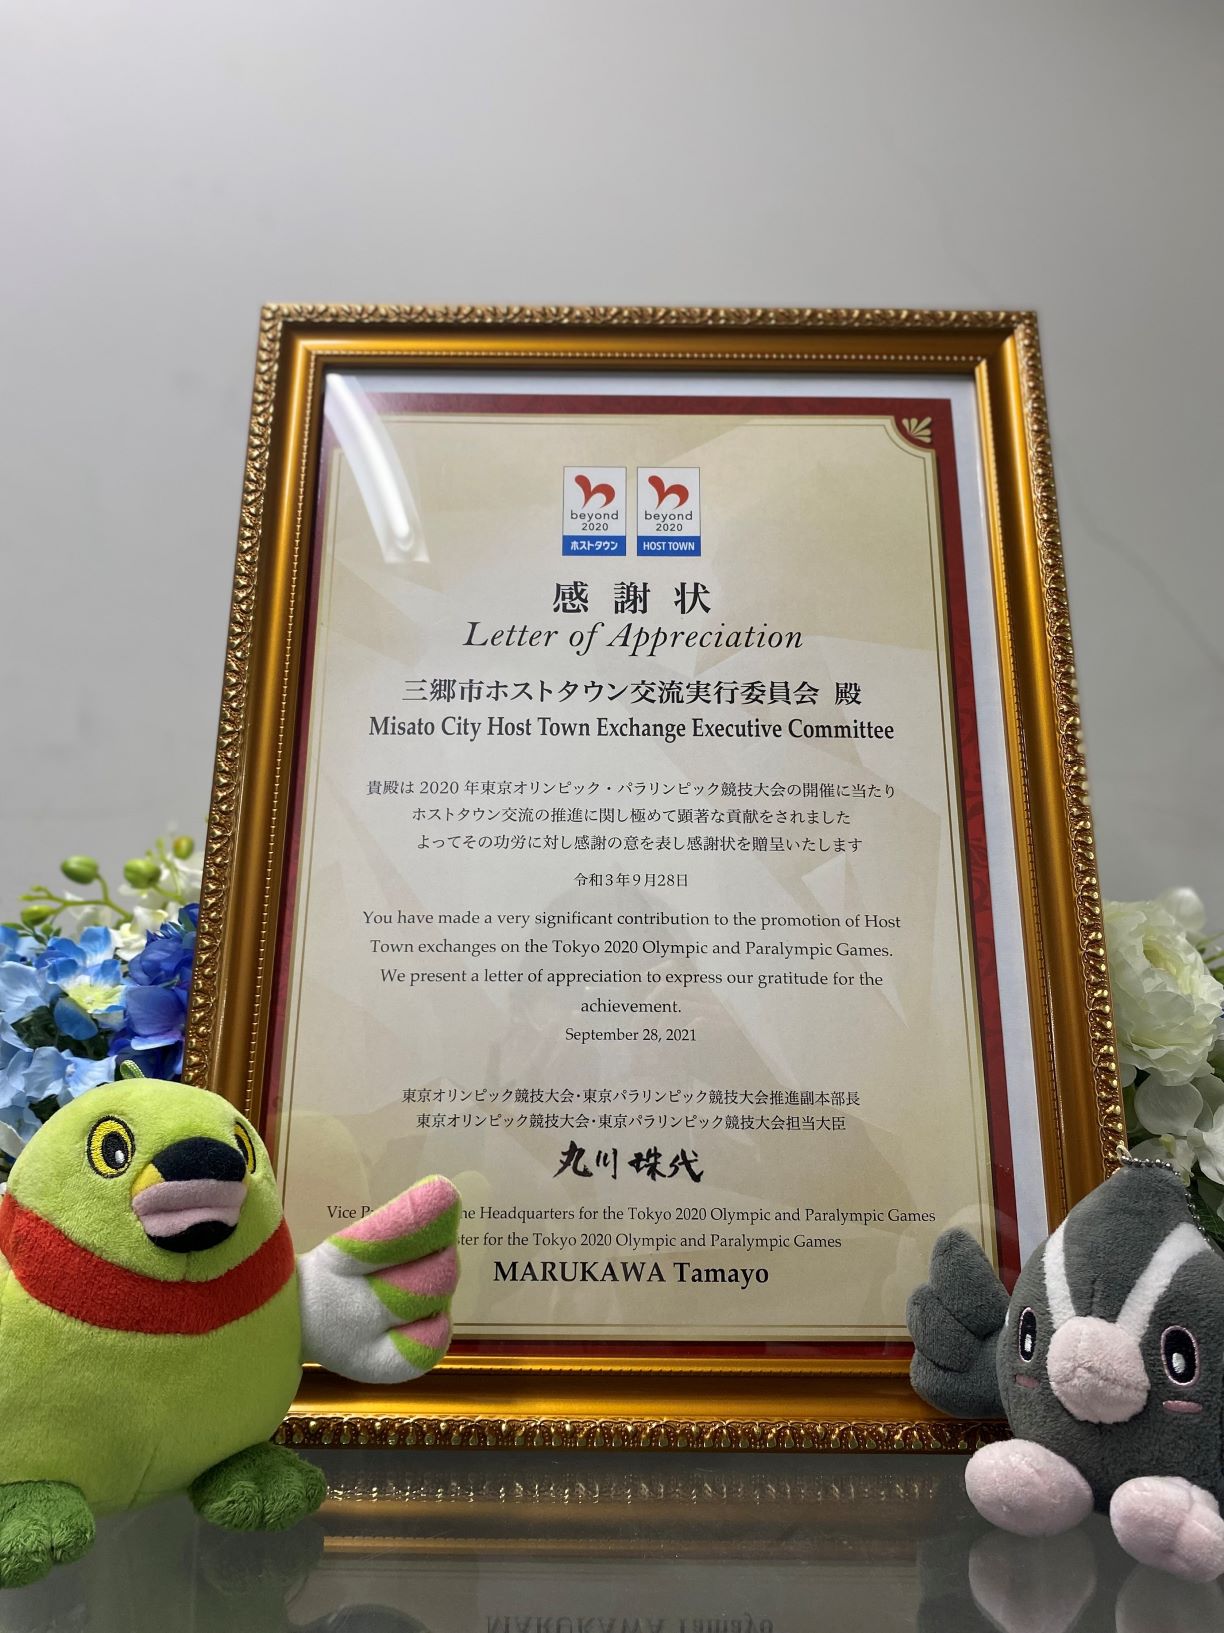 beyond
2020
ホストタウン
beyond
2020
HOST TOWN
感謝状
Letter of Appreciation
三郷市ホストタウン交流実行委員会 殿
Misato City Host Town Exchange Executive Committee
貴殿は 2020 年東京オリンピック・パラリンピック競技大会の開催に当たり
ホストタウン交流の推進に関し極めて顕著な貢献をされました
よってその功労に対し感謝の意を表し感謝状を贈呈いたします
令和3年9月28日
You have made a very significant contribution to the promotion of Host
Town exchanges on the Tokyo 2020 Olympic and Paralympic Games.
We present a letter of appreciation to express our gratitude for the
achievement.
September 28, 2021
東京オリンピック競技大会・東京パラリンピック競技大会推進副本部長
東京オリンピック競技大会・東京パラリンピック競技大会担当大臣
丸川珠代
Vice Headquarters for the Tokyo 2020 Olympic and Paralympic Games
for the Tokyo 2020 Olympic and Paralympic Games
MARUKAWA Tamayo